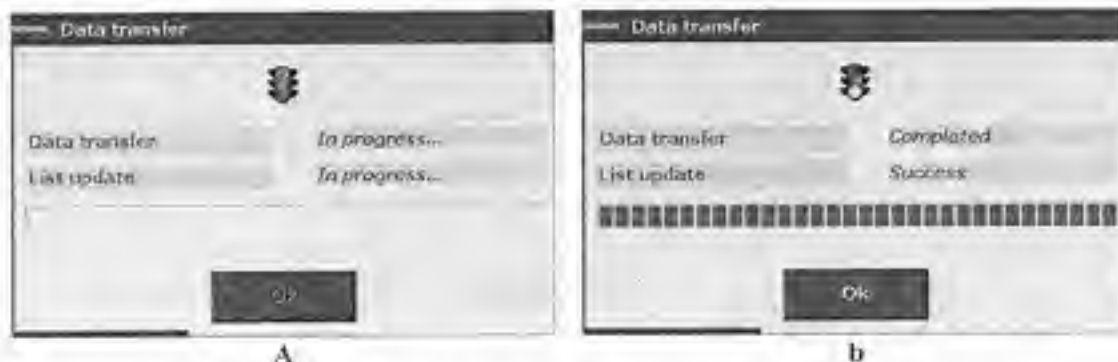 Data transfer
Data transfer In progress...
List update In progress...
Ok
A
Data transfer
Data transfer Completed
List update Success
Ok
b